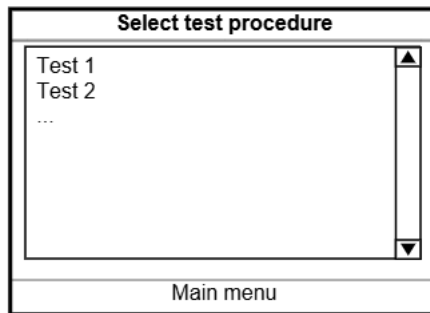 Select test procedure
Test 1
Test 2
...
Main menu